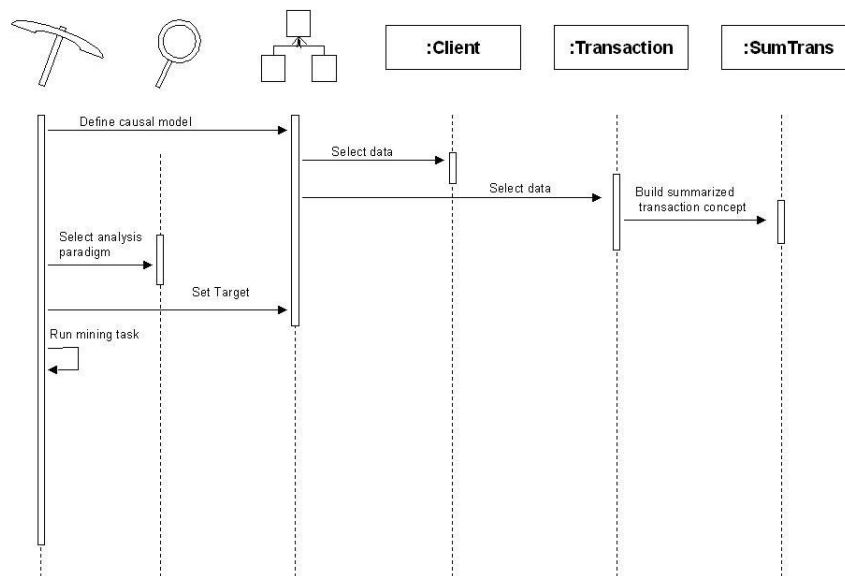 :Client
:Transaction
:SumTrans
Define causal model
Select data
Select data
Build summarized
transaction concept
Select analysis
paradigm
Set Target
Run mining task